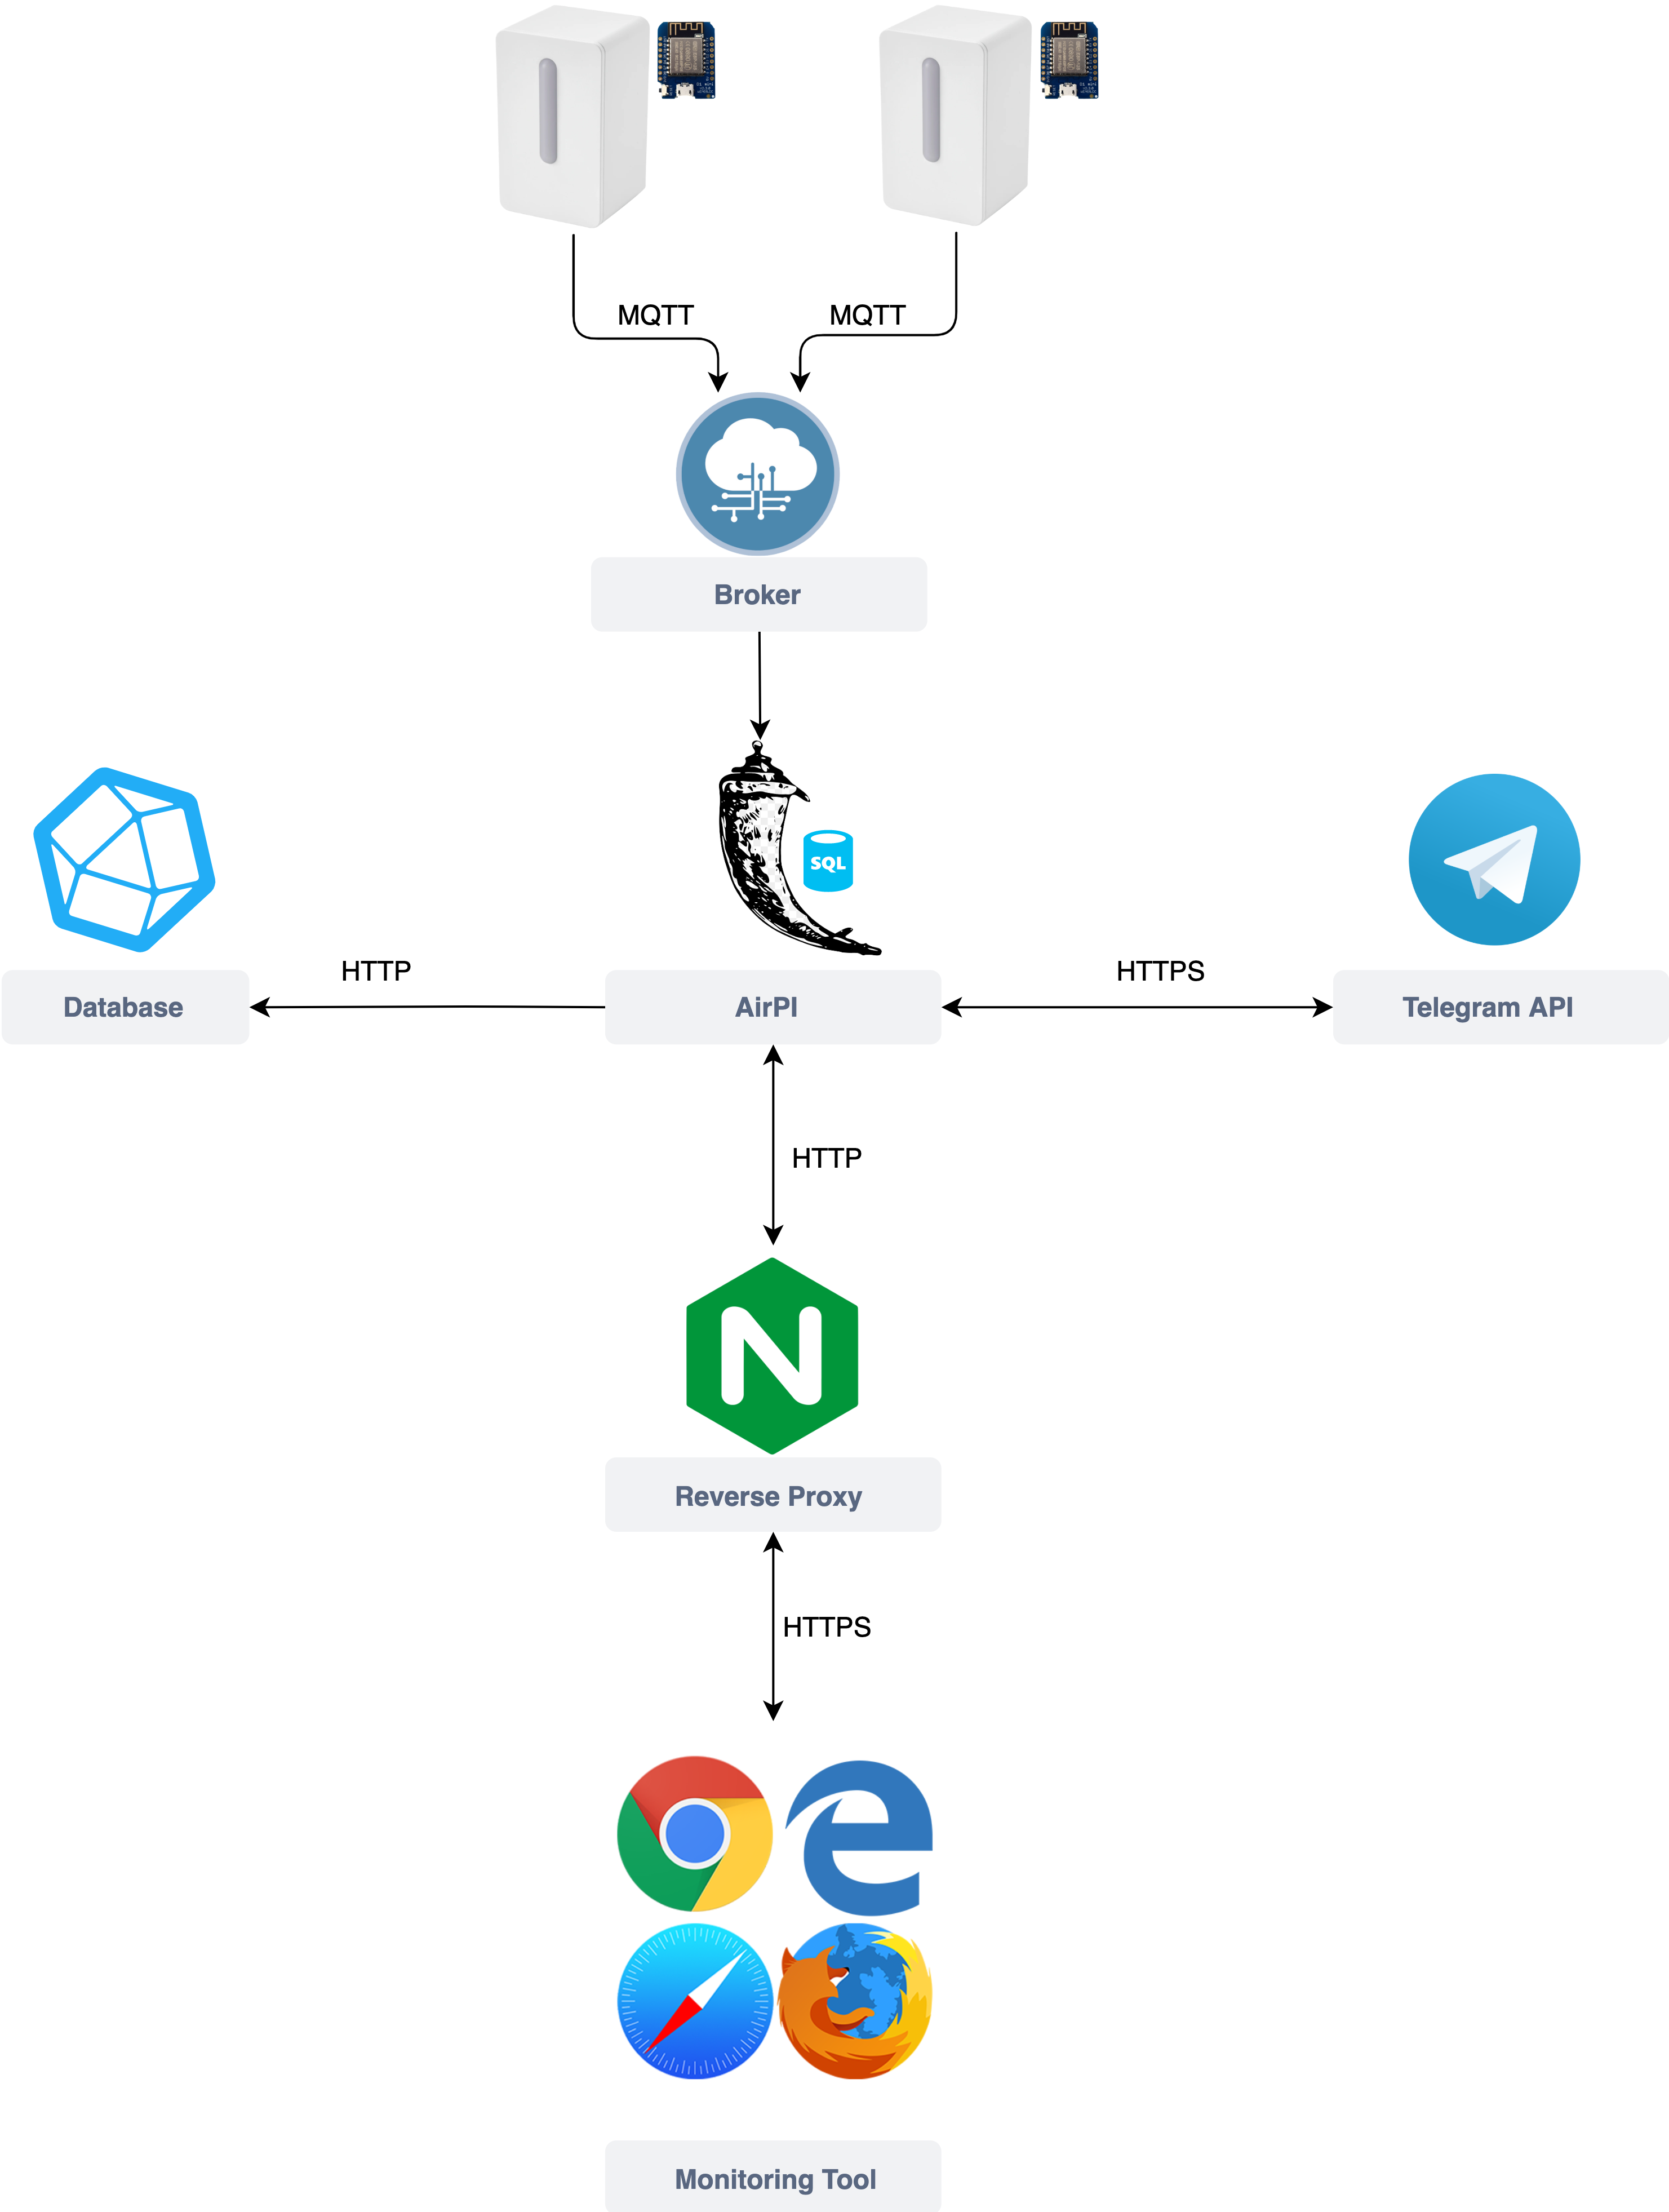 MQTT
MQTT
Broker
SQL
HTTP
HTTPS
Database
AirPI
Telegram API
HTTP
Reverse Proxy
HTTPS
Monitoring Tool